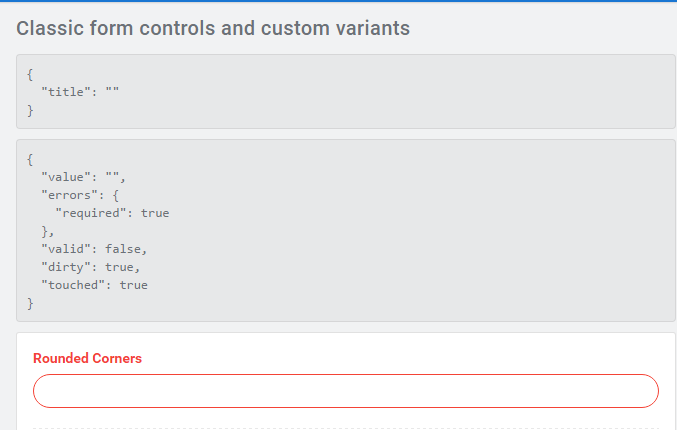 Classic form controls and custom variants
{
  "title": ""
}
{
  "value": "",
  "errors": {
    "required": true
  },
  "valid": false,
  "dirty": true,
  "touched": true
}
Rounded Corners